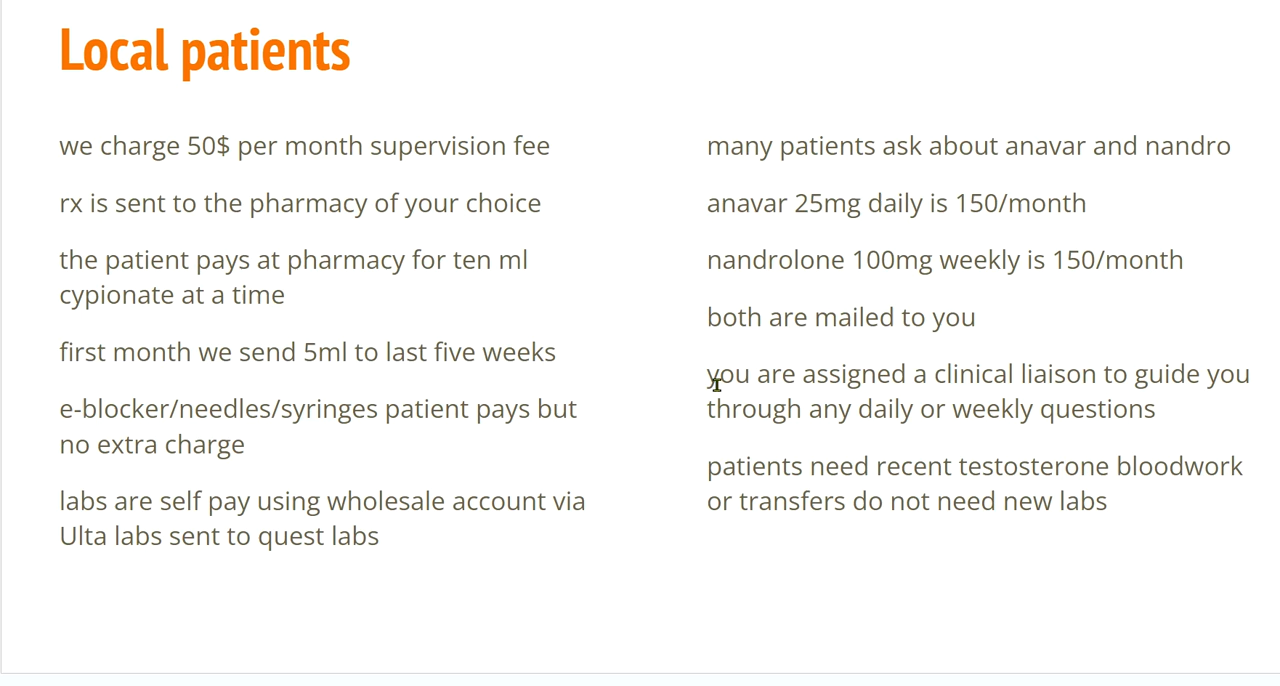 Local patients
we charge 50$ per month supervision fee
rx is sent to the pharmacy of your choice
the patient pays at pharmacy for ten ml
cypionate at a time
first month we send 5ml to last five weeks
e-blocker/needles/syringes patient pays but
no extra charge
labs are self pay using wholesale account via
Ulta labs sent to quest labs
many patients ask about anavar and nandro
anavar 25mg daily is 150/month
nandrolone 100mg weekly is 150/month
both are mailed to you
you are assigned a clinical liaison to guide you
through any daily or weekly questions
patients need recent testosterone bloodwork
or transfers do not need new labs